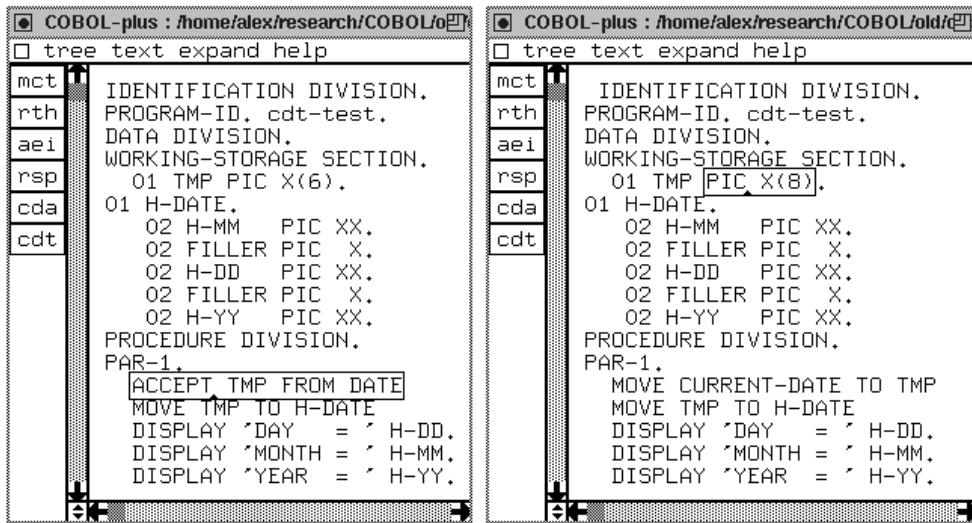 COBOL-plus : /home/alex/research/COBOL/o
tree text expand help
mct
rth
aei
rsp
cda
cdt
IDENTIFICATION DIVISION.
PROGRAM-ID. cdt-test.
DATA DIVISION.
WORKING-STORAGE SECTION.
01 TMP PIC X(6).
01 H-DATE.
02 H-MM PIC XX.
02 FILLER PIC X.
02 H-DD PIC XX.
02 FILLER PIC X.
02 H-YY PIC XX.
PROCEDURE DIVISION.
PAR-1.
ACCEPT TMP FROM DATE
MOVE TMP TO H-DATE
DISPLAY ´DAY = ´ H-DD.
DISPLAY ´MONTH = ´ H-MM.
DISPLAY ´YEAR = ´ H-YY.
COBOL-plus : /home/alex/research/COBOL/old/
tree text expand help
mct
rth
aei
rsp
cda
cdt
IDENTIFICATION DIVISION.
PROGRAM-ID. cdt-test.
DATA DIVISION.
WORKING-STORAGE SECTION.
01 TMP PIC X(8).
01 H-DATE.
02 H-MM PIC XX.
02 FILLER PIC X.
02 H-DD PIC XX.
02 FILLER PIC X.
02 H-YY PIC XX.
PROCEDURE DIVISION.
PAR-1.
MOVE CURRENT-DATE TO TMP
MOVE TMP TO H-DATE
DISPLAY ´DAY = ´ H-DD.
DISPLAY ´MONTH = ´ H-MM.
DISPLAY ´YEAR = ´ H-YY.